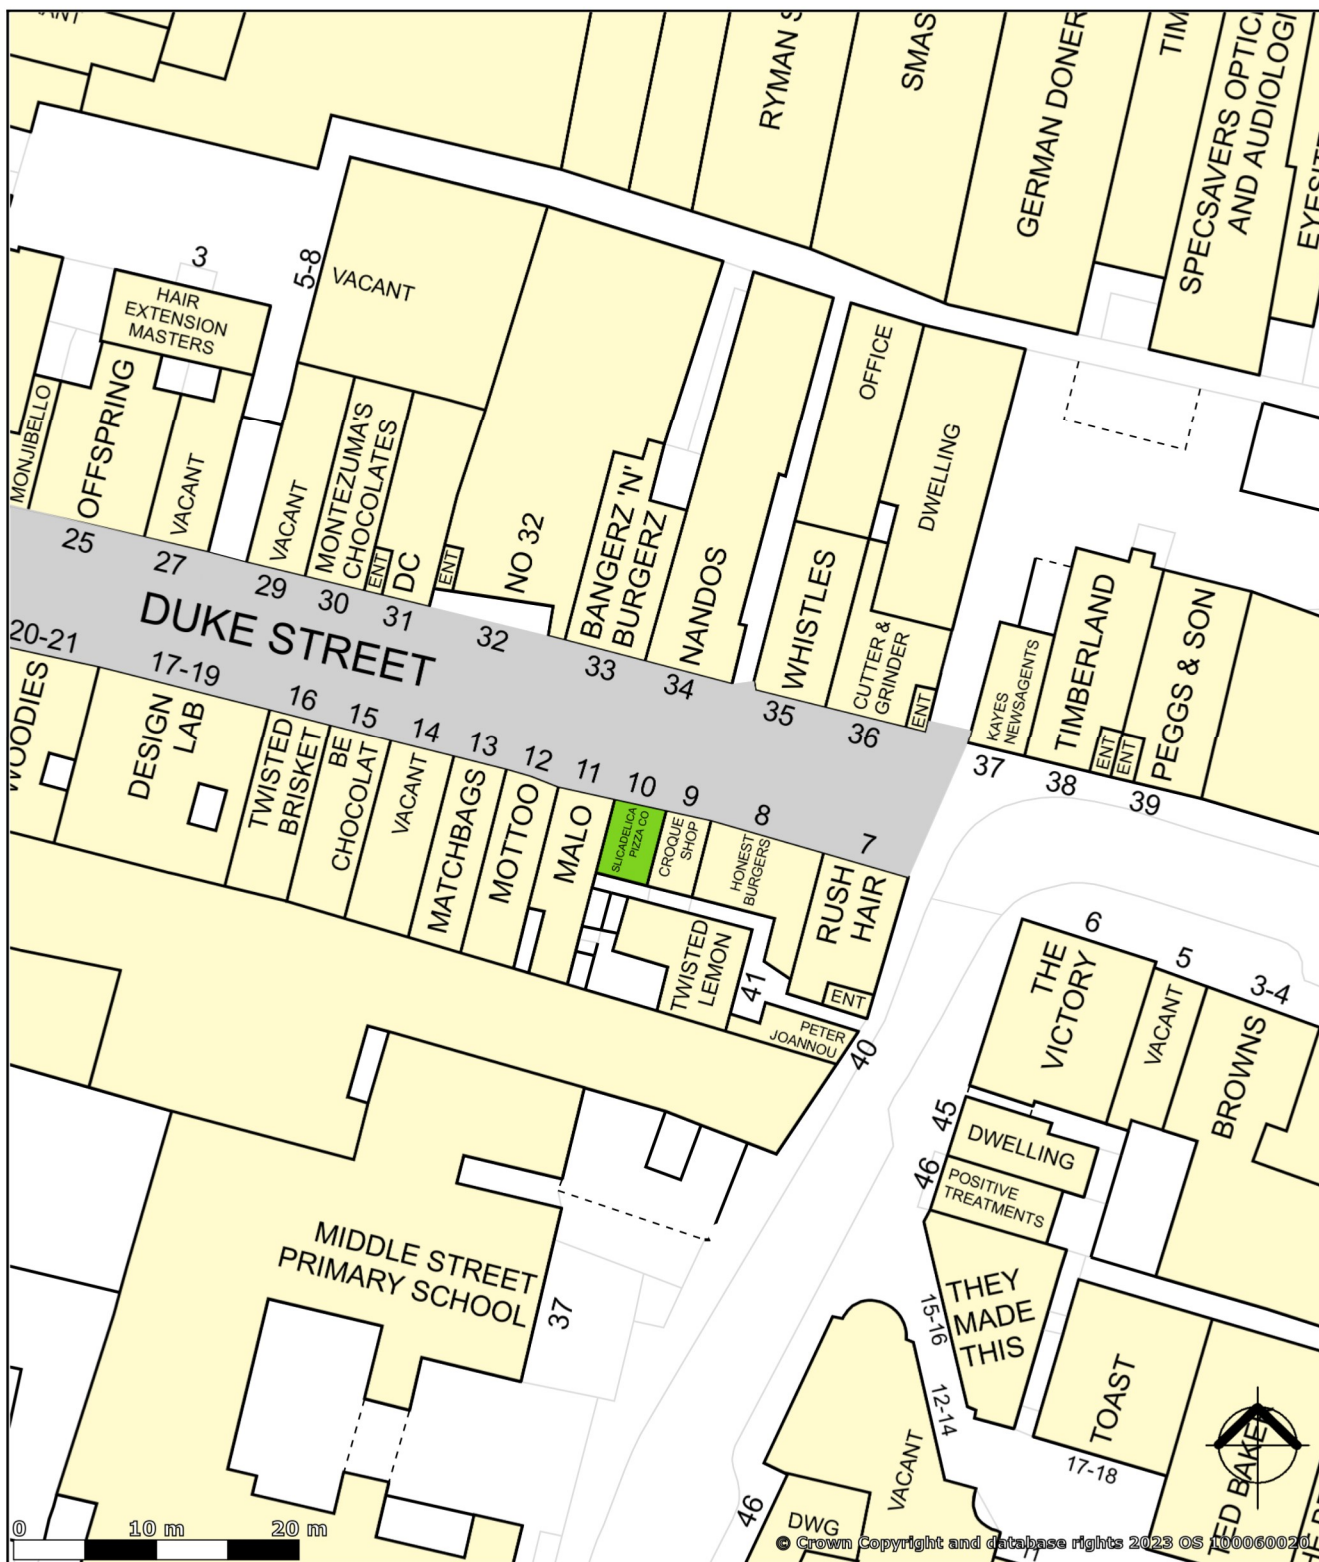 RYMAN
SMAS
GERMAN DONER
TIM
SPECSAVERS OPTICI
AND AUDIOLOGI
EYESIT
3
HAIR
EXTENSION
MASTERS
5-8
VACANT
OFFICE
DWELLING
MONJIBELLO
OFFSPRING
VACANT
VACANT
MONTEZUMA'S
CHOCOLATES
ENT
DC
ENT
NO 32
BANGERZ 'N'
BURGERZ
NANDOS
WHISTLES
CUTTER &
GRINDER
ENT
KAYES
NEWSAGENTS
TIMBERLAND
ENT
ENT
PEGGS & SON
25
27
29
30
31
32
33
34
35
36
37
38
39
DUKE STREET
20-21
17-19
16
15
14
13
12
11
10
9
8
7
WOODIES
DESIGN
LAB
TWISTED
BRISKET
BE
CHOCOLAT
VACANT
MATCHBAGS
MOTTOO
MALO
SLICADELICA
PIZZA CO
CROQUE
SHOP
HONEST
BURGERS
RUSH
HAIR
ENT
TWISTED
LEMON
41
PETER
JOANNOU
40
6
5
3-4
THE
VICTORY
VACANT
BROWNS
45
DWELLING
46
POSITIVE
TREATMENTS
MIDDLE STREET
PRIMARY SCHOOL
37
THEY
MADE
THIS
15-16
12-14
TOAST
17-18
VACANT
46
DWG
TED BAKER
0 10 m 20 m
© Crown Copyright and database rights 2023 OS 100060020